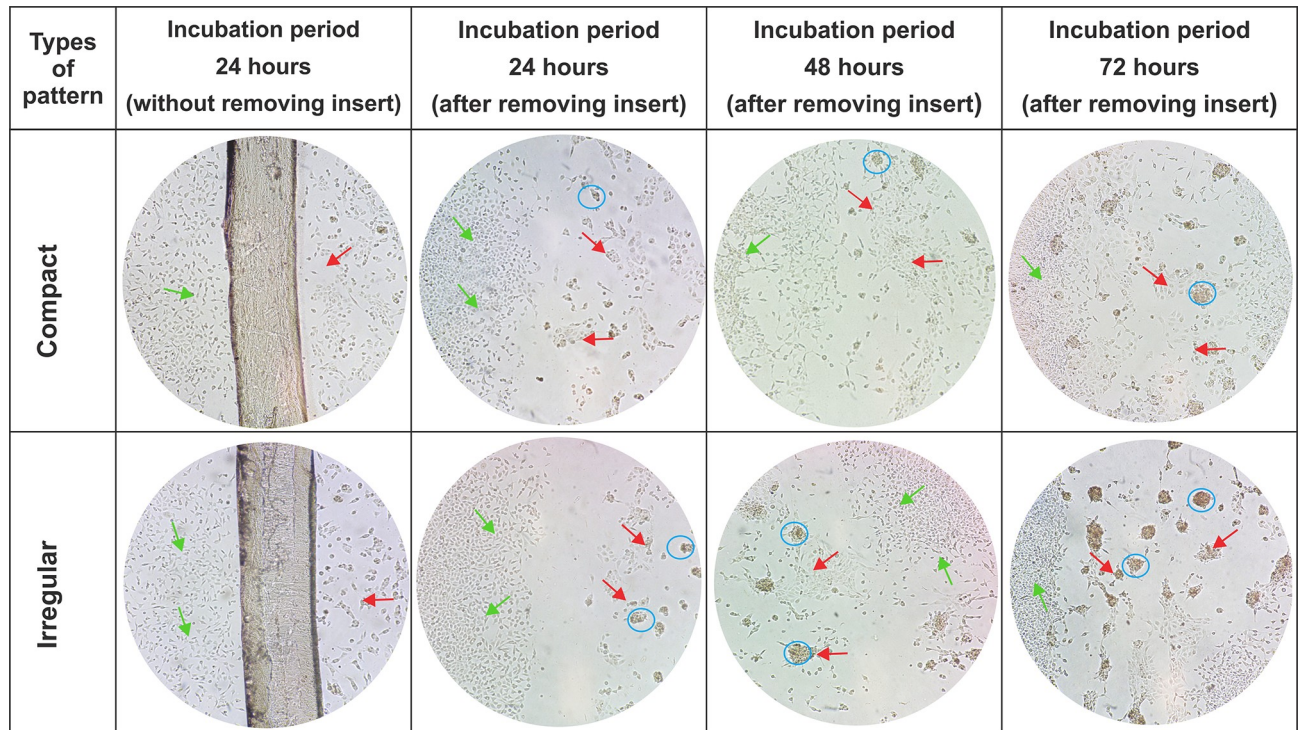 Types
of
pattern
Incubation period
24 hours
(without removing insert)
Incubation period
24 hours
(after removing insert)
Incubation period
48 hours
(after removing insert)
Incubation period
72 hours
(after removing insert)
Compact
Irregular